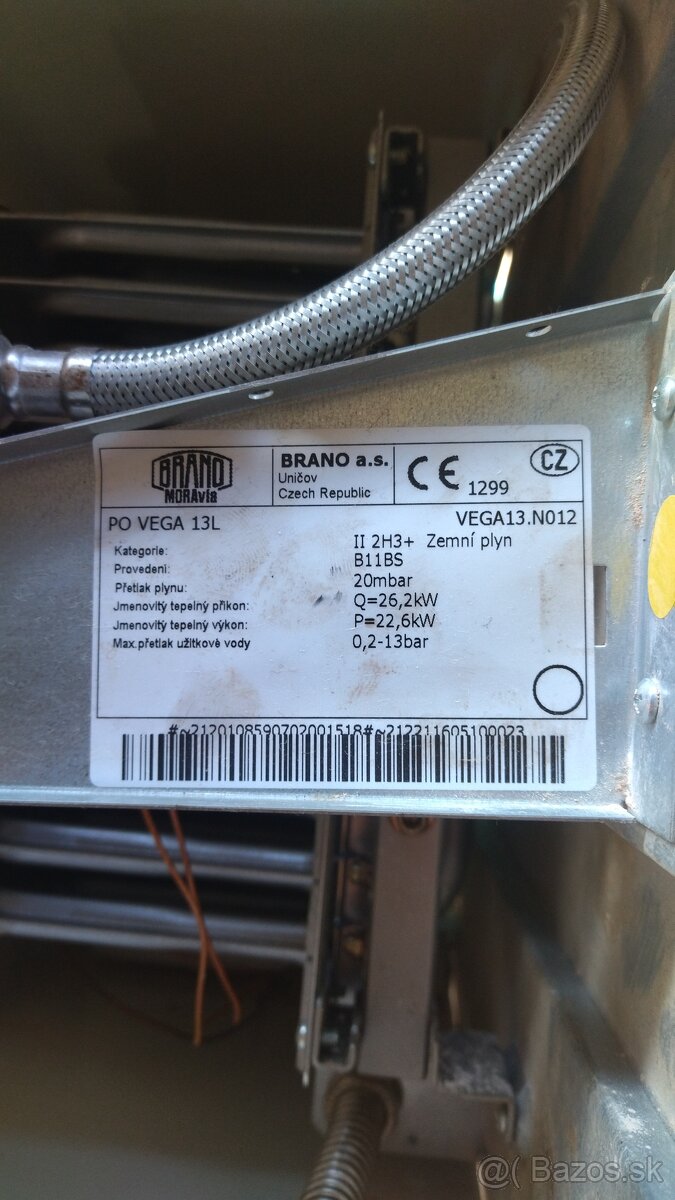 BRANO
MORAvia
BRANO a.s.
Uničov
Czech Republic
CE 1299
CZ
PO VEGA 13L VEGA13.N012
Kategorie: II 2H3+ Zemní plyn
Provedení: B11BS
Přetlak plynu: 20mbar
Jmenovitý tepelný příkon: Q=26,2kW
Jmenovitý tepelný výkon: P=22,6kW
Max.přetlak užitkové vody 0,2-13bar
#~2120108590702001518#~212211605100023
@( Bazos.sk